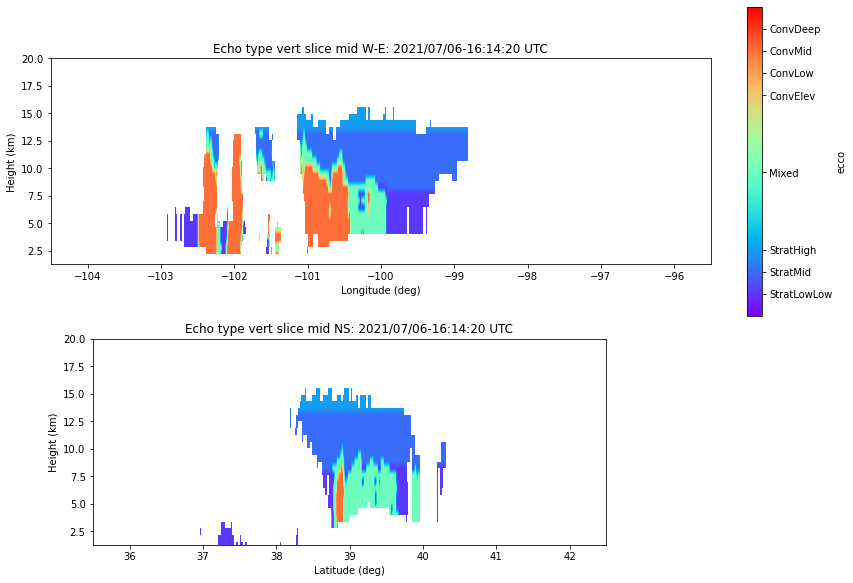 Echo type vert slice mid W-E: 2021/07/06-16:14:20 UTC
20.0
17.5
15.0
12.5
10.0
7.5
5.0
2.5
Height (km)
−104 −103 −102 −101 −100 −99 −98 −97 −96
Longitude (deg)
ConvDeep
ConvMid
ConvLow
ConvElev
Mixed
StratHigh
StratMid
StratLowLow
ecco
Echo type vert slice mid NS: 2021/07/06-16:14:20 UTC
20.0
17.5
15.0
12.5
10.0
7.5
5.0
2.5
Height (km)
36 37 38 39 40 41 42
Latitude (deg)